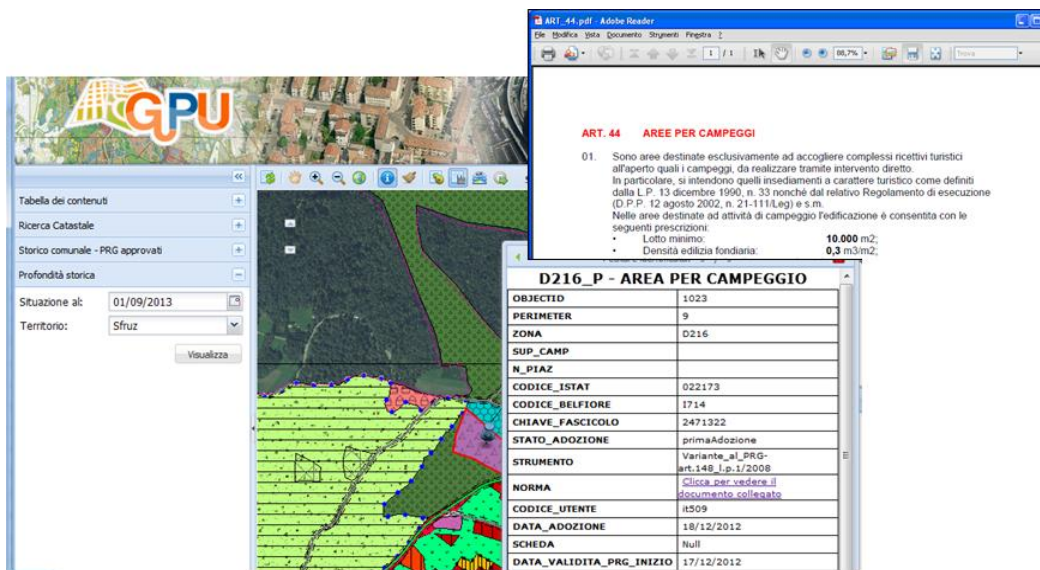 GPU
Tabella dei contenuti
Ricerca Catastale
Storico comunale - PRG approvati
Profondità storica
Situazione al: 01/09/2013
Territorio: Sfruz
Visualizza
ART_44.pdf - Adobe Reader
File Modifica Vista Documento Strumenti Finestra ?
1 / 1 88,7% Trova
ART. 44 AREE PER CAMPEGGI
01. Sono aree destinate esclusivamente ad accogliere complessi ricettivi turistici
all'aperto quali i campeggi, da realizzare tramite intervento diretto.
In particolare, si intendono quelli insediamenti a carattere turistico come definiti
dalla L.P. 13 dicembre 1990, n. 33 nonché dal relativo Regolamento di esecuzione
(D.P.P. 12 agosto 2002, n. 21-111/Leg) e s.m.
Nelle aree destinate ad attività di campeggio l'edificazione è consentita con le
seguenti prescrizioni:
• Lotto minimo: 10.000 m2;
• Densità edilizia fondiaria: 0,3 m3/m2;
D216_P - AREA PER CAMPEGGIO
OBJECTID 1023
PERIMETER 9
ZONA D216
SUP_CAMP
N_PIAZ
CODICE_ISTAT 022173
CODICE_BELFIORE I714
CHIAVE_FASCICOLO 2471322
STATO_ADOZIONE primaAdozione
STRUMENTO Variante_al_PRG-
art.148_l.p.1/2008
NORMA Clicca per vedere il
documento collegato
CODICE_UTENTE it509
DATA_ADOZIONE 18/12/2012
SCHEDA Null
DATA_VALIDITA_PRG_INIZIO 17/12/2012